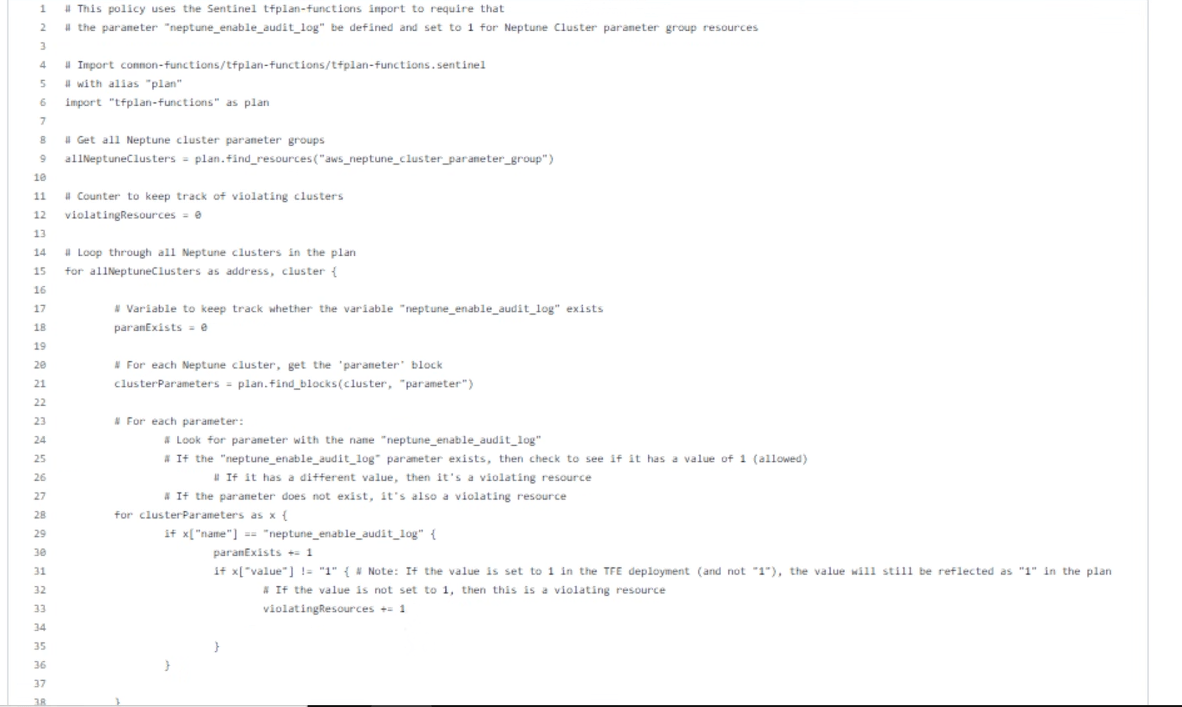 1 # This policy uses the Sentinel tfplan-functions import to require that
2 # the parameter "neptune_enable_audit_log" be defined and set to 1 for Neptune Cluster parameter group resources
3
4 # Import common-functions/tfplan-functions/tfplan-functions.sentinel
5 # with alias "plan"
6 import "tfplan-functions" as plan
7
8 # Get all Neptune cluster parameter groups
9 allNeptuneClusters = plan.find_resources("aws_neptune_cluster_parameter_group")
10
11 # Counter to keep track of violating clusters
12 violatingResources = 0
13
14 # Loop through all Neptune clusters in the plan
15 for allNeptuneClusters as address, cluster {
16
17 # Variable to keep track whether the variable "neptune_enable_audit_log" exists
18 paramExists = 0
19
20 # For each Neptune cluster, get the 'parameter' block
21 clusterParameters = plan.find_blocks(cluster, "parameter")
22
23 # For each parameter:
24 # Look for parameter with the name "neptune_enable_audit_log"
25 # If the "neptune_enable_audit_log" parameter exists, then check to see if it has a value of 1 (allowed)
26 # If it has a different value, then it's a violating resource
27 # If the parameter does not exist, it's also a violating resource
28 for clusterParameters as x {
29 if x["name"] == "neptune_enable_audit_log" {
30 paramExists += 1
31 if x["value"] != "1" { # Note: If the value is set to 1 in the TFE deployment (and not "1"), the value will still be reflected as "1" in the plan
32 # If the value is not set to 1, then this is a violating resource
33 violatingResources += 1
34
35 }
36 }
37
38 }